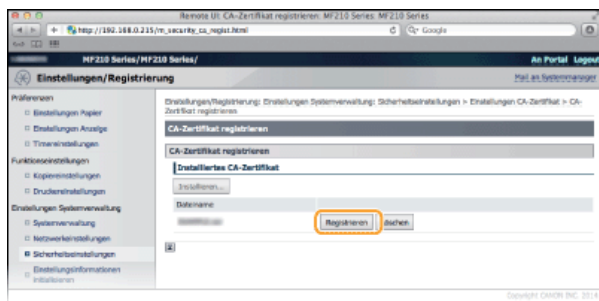 Remote UI: CA-Zertifikat registrieren: MF210 Series: MF210 Series
http://192.168.0.215/m_security_ca_regist.html
Google
MF210 Series/MF210 Series/
An Portal Logout
Einstellungen/Registrierung
Mail an Systemmanager
Präferenzen
Einstellungen Papier
Einstellungen Anzeige
Timereinstellungen
Funktionseinstellungen
Kopiereinstellungen
Druckereinstellungen
Einstellungen Systemverwaltung
Systemverwaltung
Netzwerkeinstellungen
Sicherheitseinstellungen
Einstellungsinformationen
initialisieren
Einstellungen/Registrierung: Einstellungen Systemverwaltung: Sicherheitseinstellungen > Einstellungen CA-Zertifikat > CA-
Zertifikat registrieren
CA-Zertifikat registrieren
CA-Zertifikat registrieren
Installiertes CA-Zertifikat
Installieren...
Dateiname
Registrieren
Löschen
Copyright CANON INC. 2014